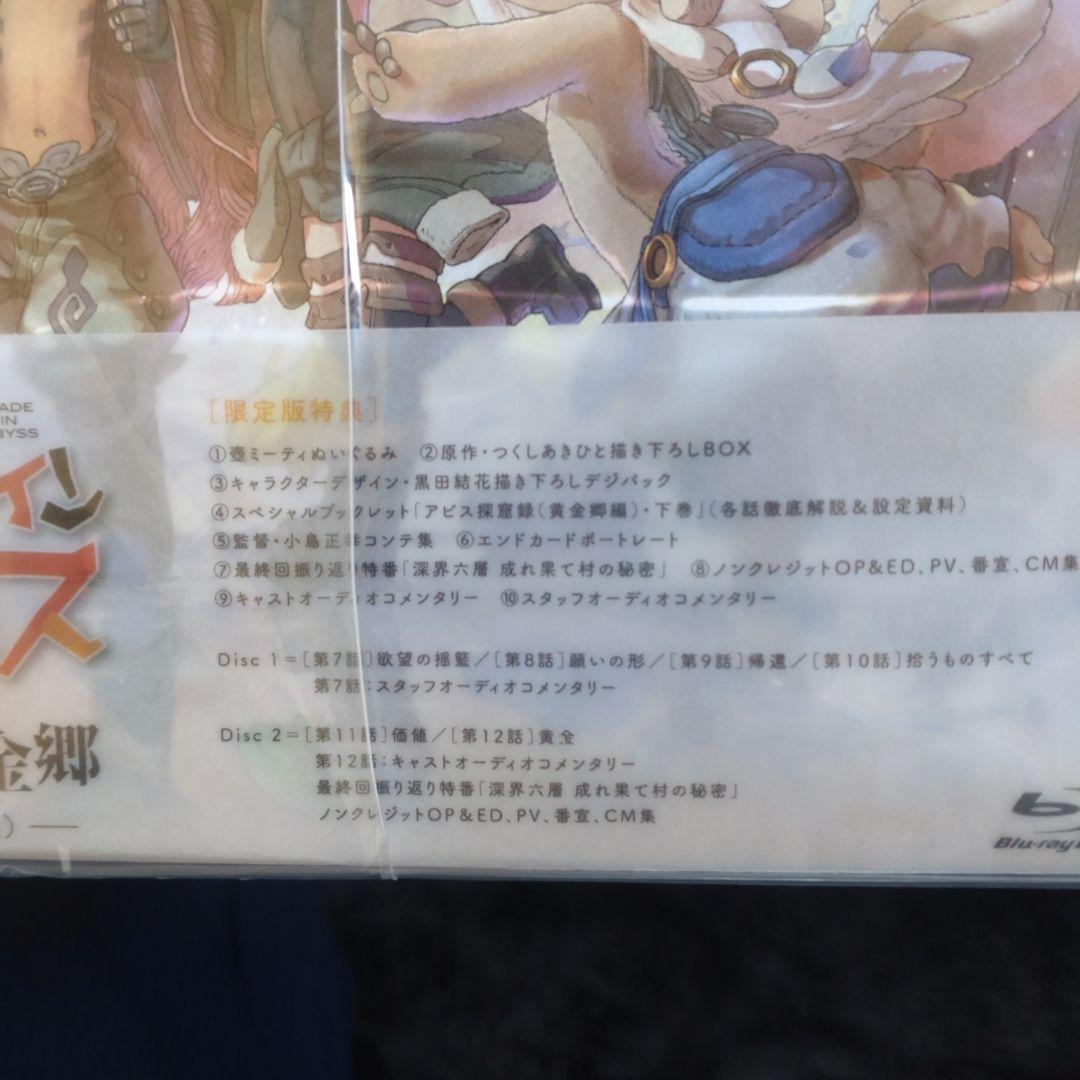 ADE
IN
BYSS
イン
ス
金郷
) —
[限定版特典]
①壺ミーティぬいぐるみ ②原作・つくしあきひと描き下ろしBOX
③キャラクターデザイン・黒田結花描き下ろしデジパック
④スペシャルブックレット「アビス探窟録(黄金郷編)・下巻」(各話徹底解説&設定資料)
⑤監督・小島正幸コンテ集 ⑥エンドカードポートレート
⑦最終回振り返り特番「深界六層 成れ果て村の秘密」 ⑧ノンクレジットOP&ED、PV、番宣、CM集
⑨キャストオーディオコメンタリー ⑩スタッフオーディオコメンタリー
Disc 1=[第7話]欲望の揺籃/[第8話]願いの形/[第9話]帰還/[第10話]拾うものすべて
第7話:スタッフオーディオコメンタリー
Disc 2=[第11話]価値/[第12話]黄金
第12話:キャストオーディオコメンタリー
最終回振り返り特番「深界六層 成れ果て村の秘密」
ノンクレジットOP&ED、PV、番宣、CM集
Blu-ray